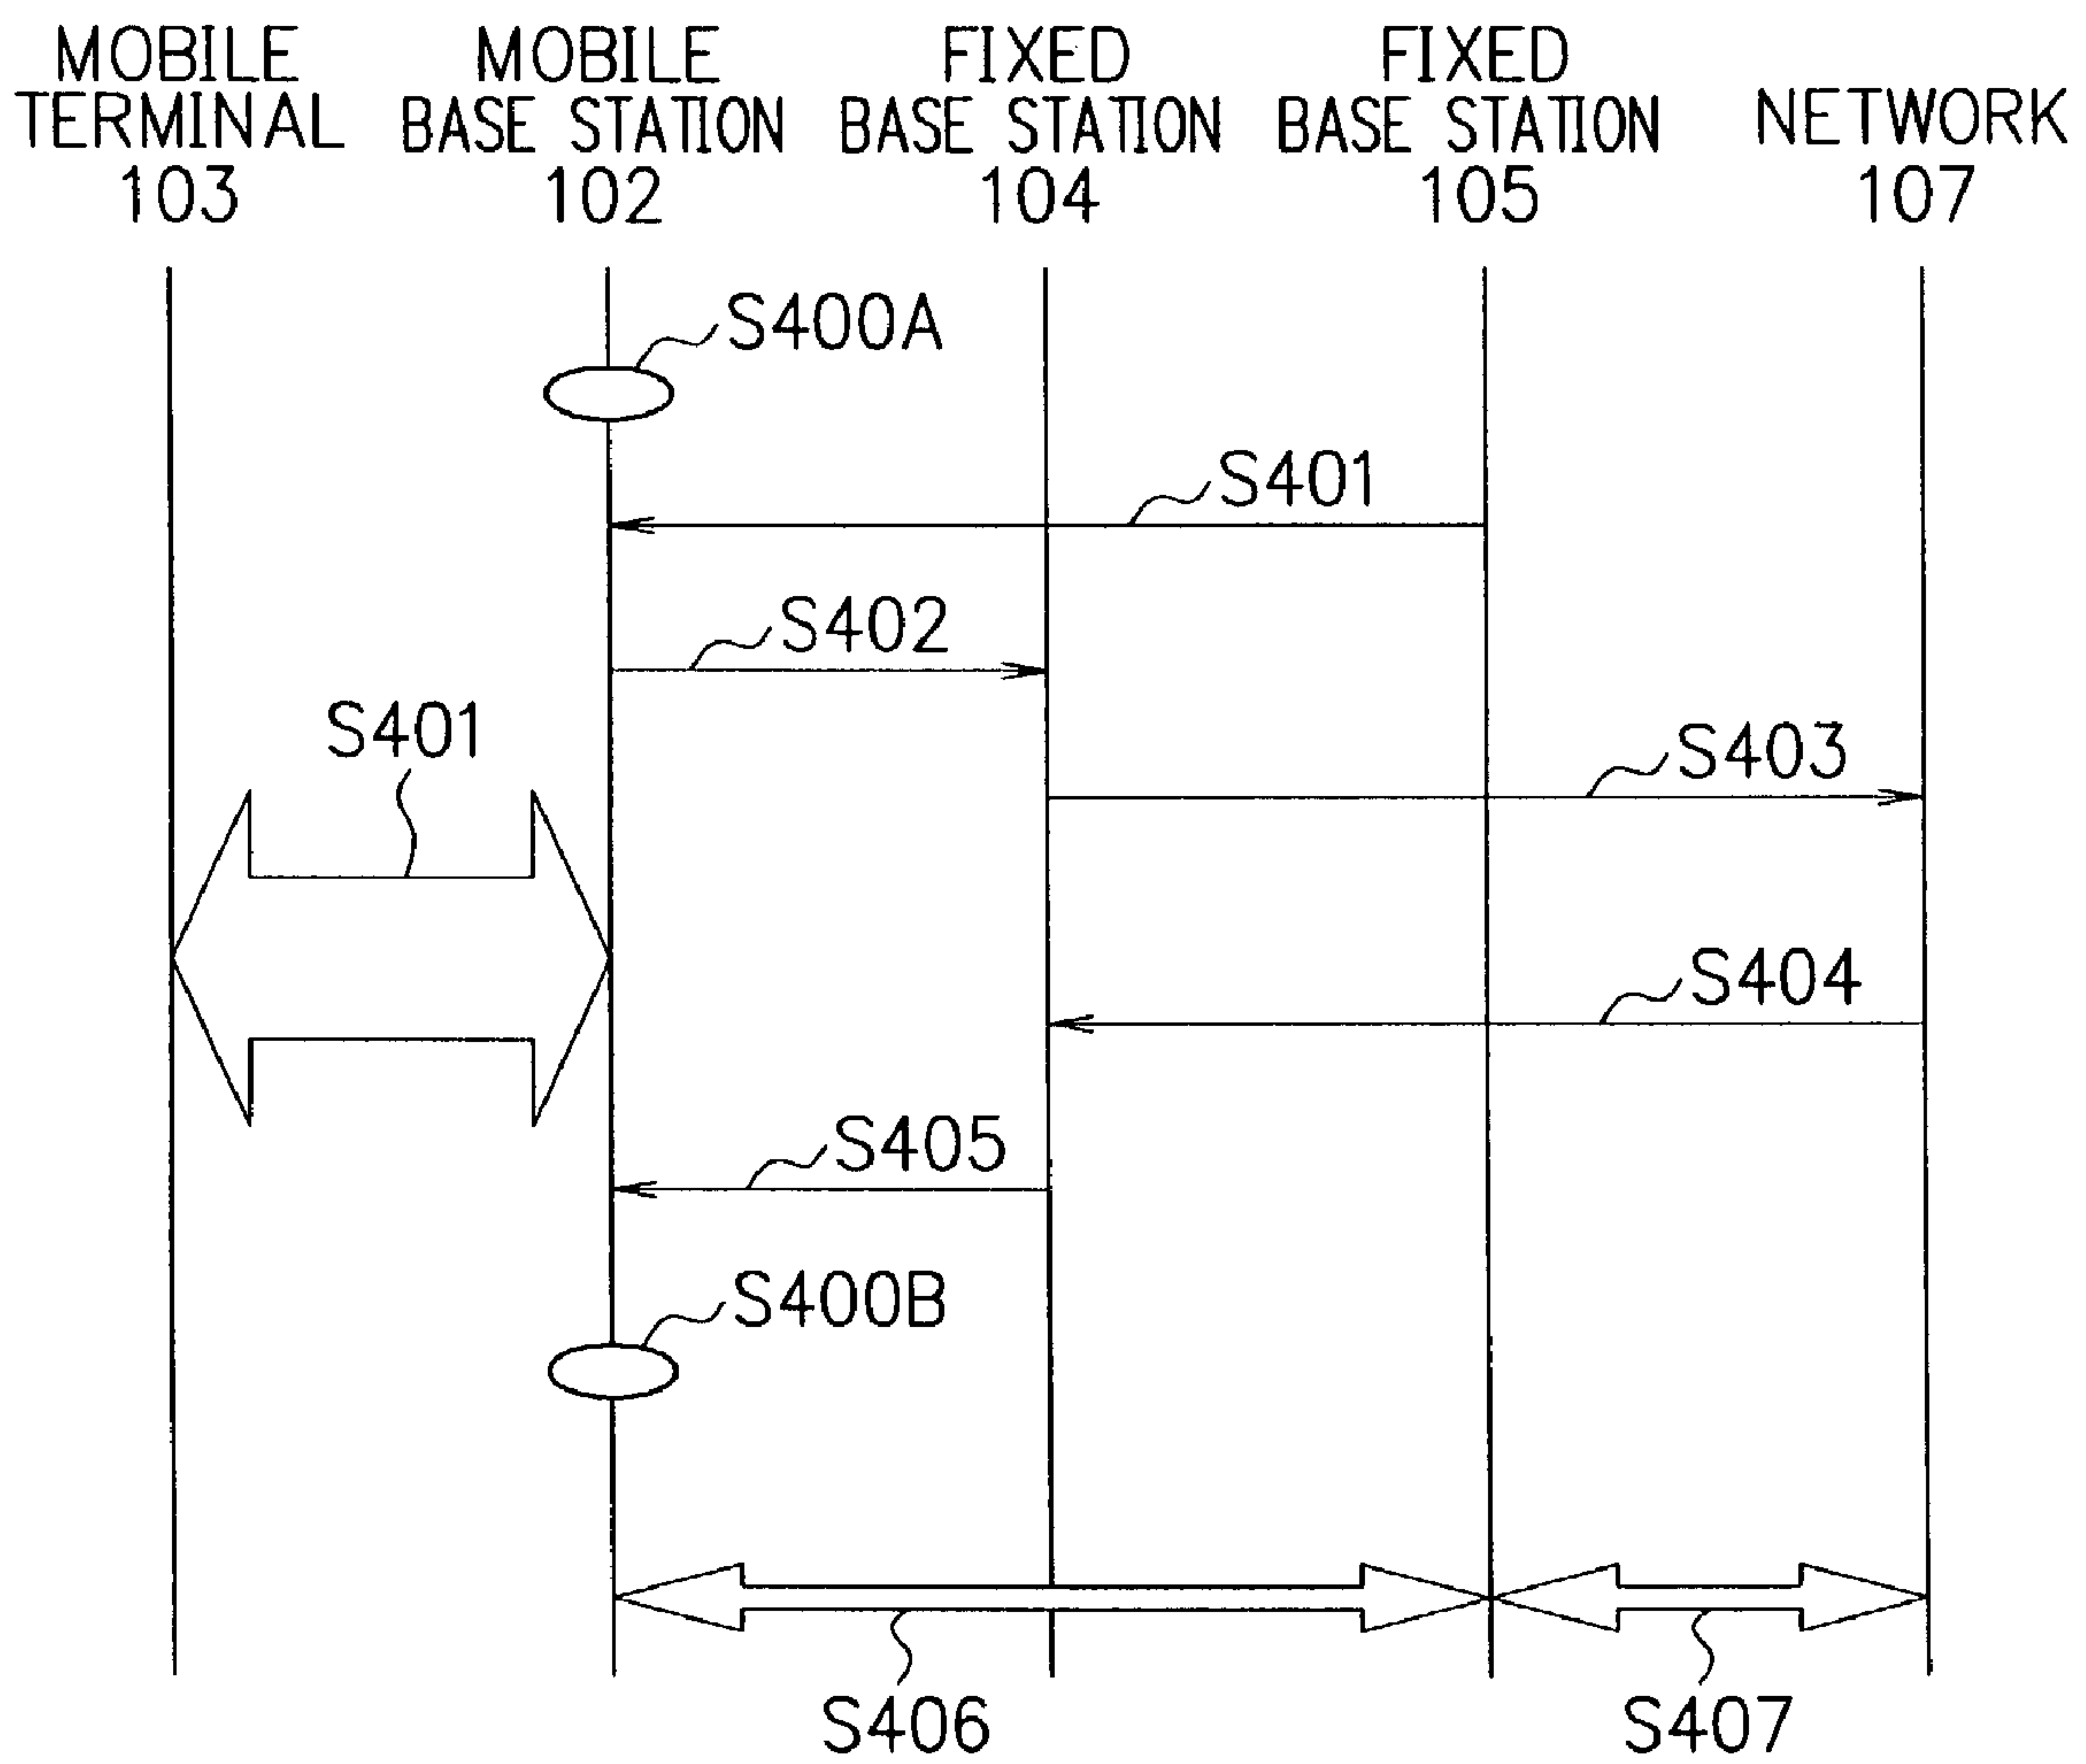 MOBILE TERMINAL 103
MOBILE BASE STATION 102
FIXED BASE STATION 104
FIXED BASE STATION 105
NETWORK 107
S400A
S401
S402
S401
S403
S404
S405
S400B
S406
S407